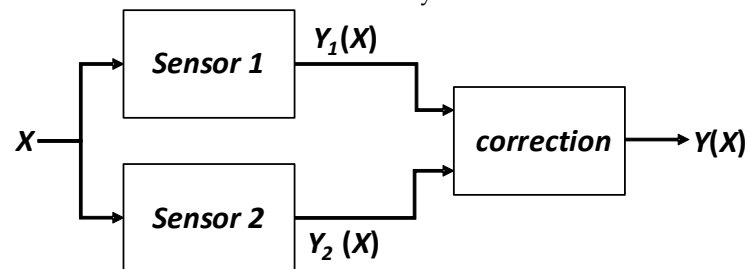 Sensor 1
Y1(X)
X
correction
Y(X)
Sensor 2
Y2 (X)